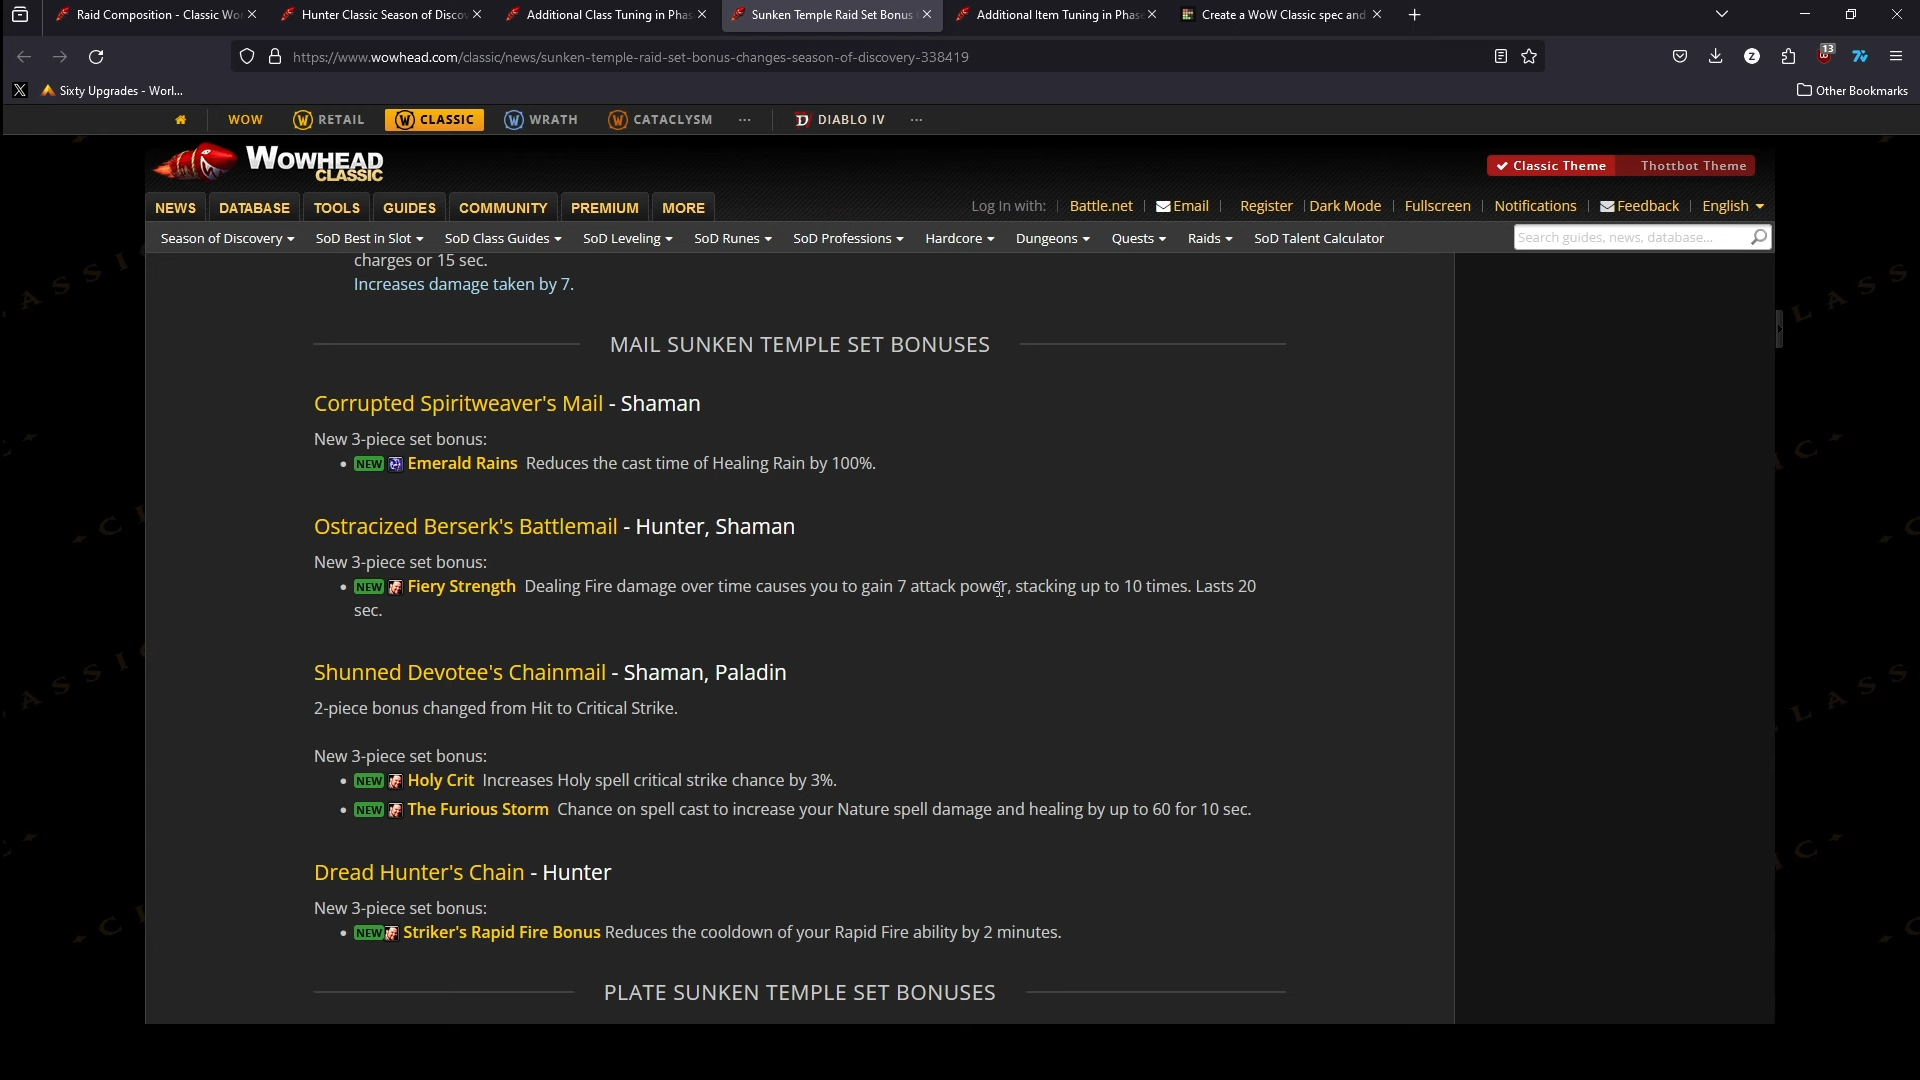 Raid Composition - Classic Wo
Hunter Classic Season of Discov
Additional Class Tuning in Phas
Sunken Temple Raid Set Bonus
Additional Item Tuning in Phase
Create a WoW Classic spec and
https://www.wowhead.com/classic/news/sunken-temple-raid-set-bonus-changes-season-of-discovery-338419
Z
13
X
Sixty Upgrades - Worl...
Other Bookmarks
WOW
RETAIL
CLASSIC
WRATH
CATACLYSM
DIABLO IV
WOWHEAD
CLASSIC
Classic Theme
Thottbot Theme
NEWS
DATABASE
TOOLS
GUIDES
COMMUNITY
PREMIUM
MORE
Log In with:
Battle.net
Email
Register
Dark Mode
Fullscreen
Notifications
Feedback
English
Season of Discovery
SoD Best in Slot
SoD Class Guides
SoD Leveling
SoD Runes
SoD Professions
Hardcore
Dungeons
Quests
Raids
SoD Talent Calculator
Search guides, news, database...
charges or 15 sec.
Increases damage taken by 7.
MAIL SUNKEN TEMPLE SET BONUSES
Corrupted Spiritweaver's Mail - Shaman
New 3-piece set bonus:
• NEW Emerald Rains Reduces the cast time of Healing Rain by 100%.
Ostracized Berserk's Battlemail - Hunter, Shaman
New 3-piece set bonus:
• NEW Fiery Strength Dealing Fire damage over time causes you to gain 7 attack power, stacking up to 10 times. Lasts 20
sec.
Shunned Devotee's Chainmail - Shaman, Paladin
2-piece bonus changed from Hit to Critical Strike.
New 3-piece set bonus:
• NEW Holy Crit Increases Holy spell critical strike chance by 3%.
• NEW The Furious Storm Chance on spell cast to increase your Nature spell damage and healing by up to 60 for 10 sec.
Dread Hunter's Chain - Hunter
New 3-piece set bonus:
• NEW Striker's Rapid Fire Bonus Reduces the cooldown of your Rapid Fire ability by 2 minutes.
PLATE SUNKEN TEMPLE SET BONUSES